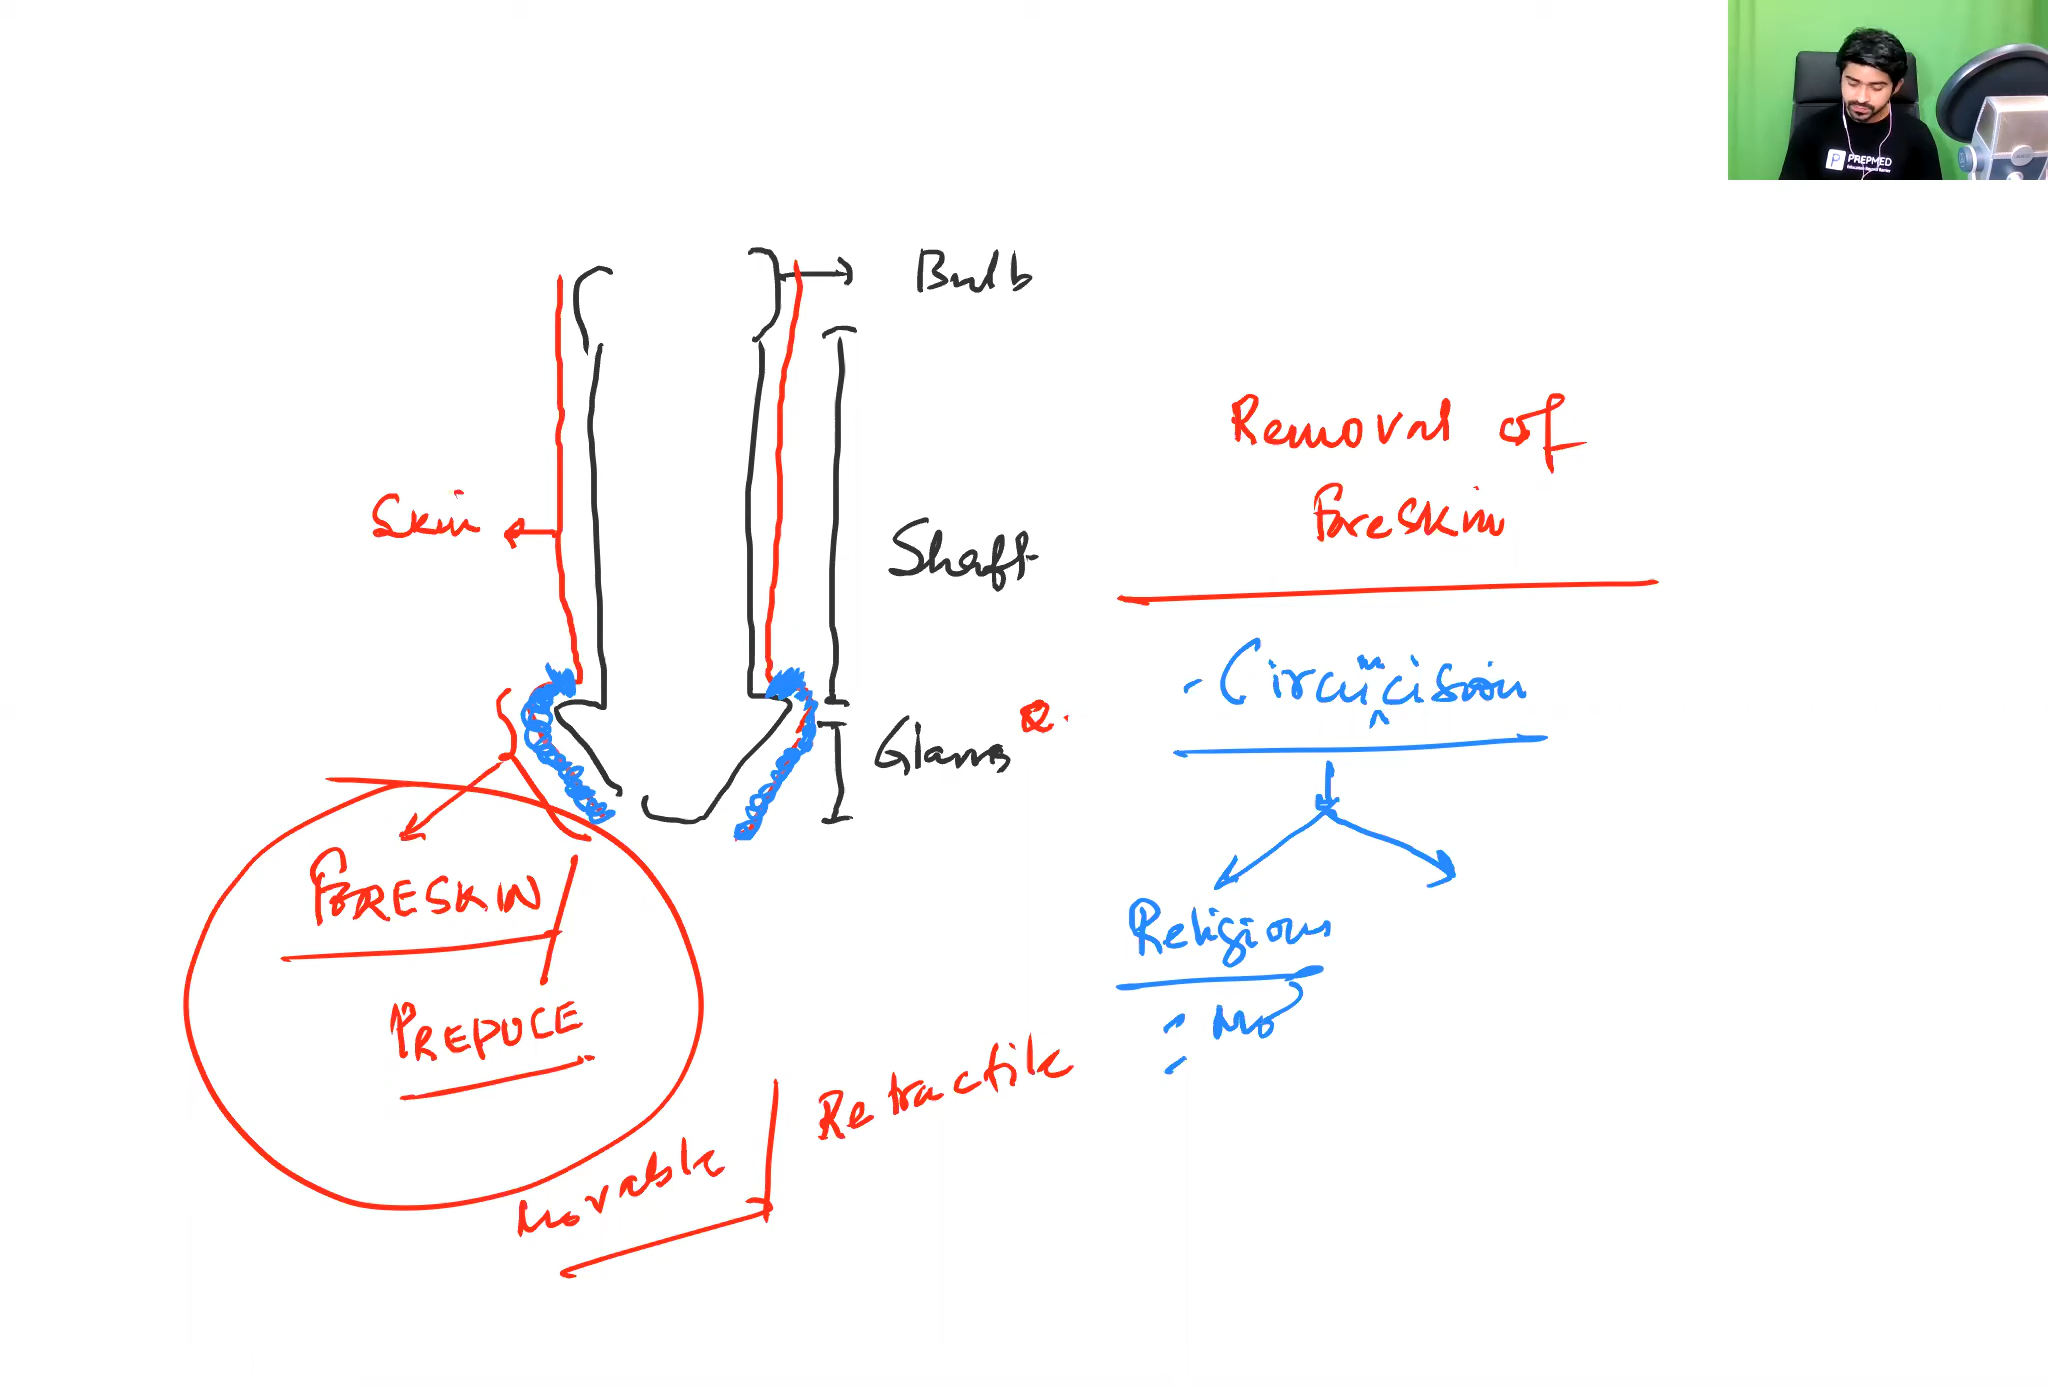 PREPMED
Bulb
Skin
Shaft
Glans
FORESKIN
PREPUCE
Movable
Retractile
Removal of
Foreskin
- Circumcision
Religious